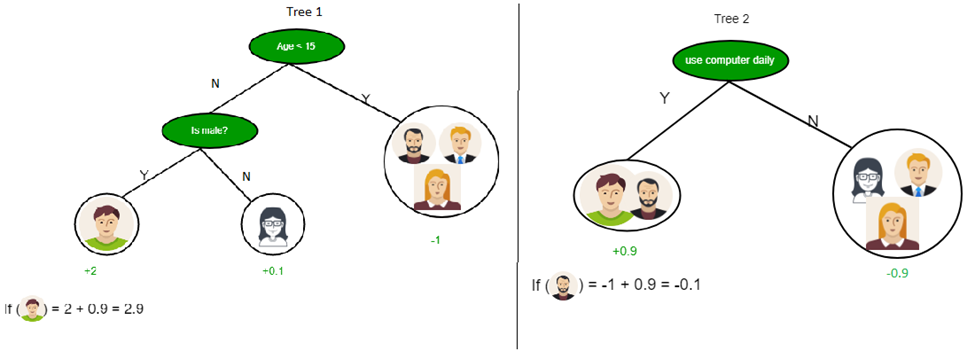 Tree 1
Age < 15
N
Y
Is male?
Y
N
+2
+0.1
-1
If ( ) = 2 + 0.9 = 2.9
Tree 2
use computer daily
Y
N
+0.9
-0.9
If ( ) = -1 + 0.9 = -0.1